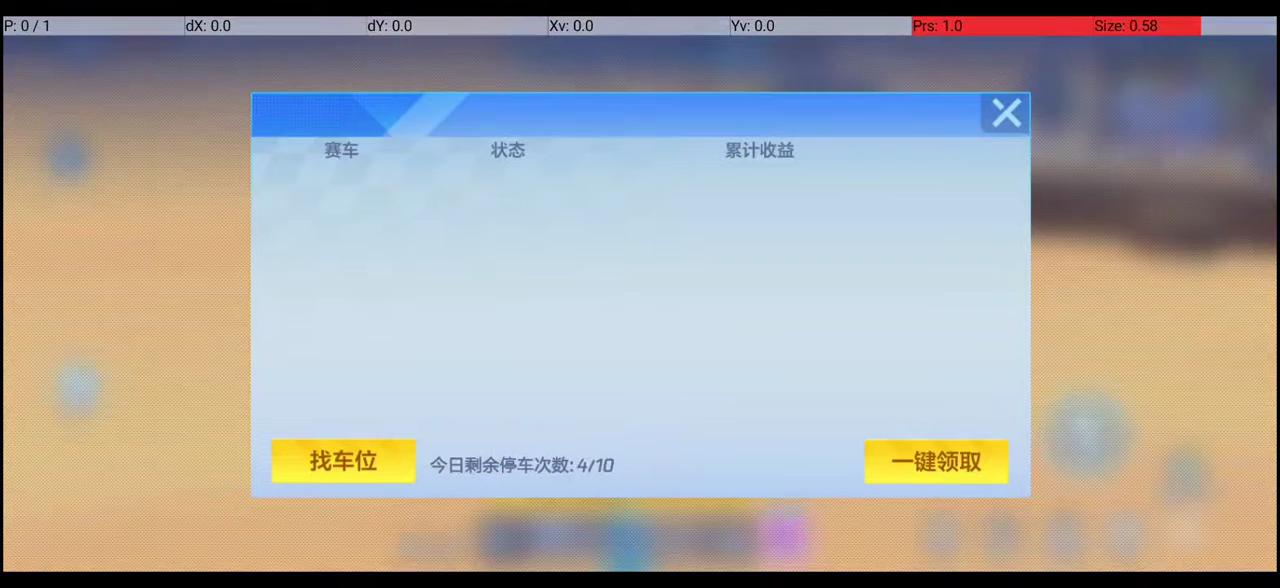 P: 0 / 1 dX: 0.0 dY: 0.0 Xv: 0.0 Yv: 0.0 Prs: 1.0 Size: 0.58
赛车 状态 累计收益
找车位 今日剩余停车次数: 4/10 一键领取